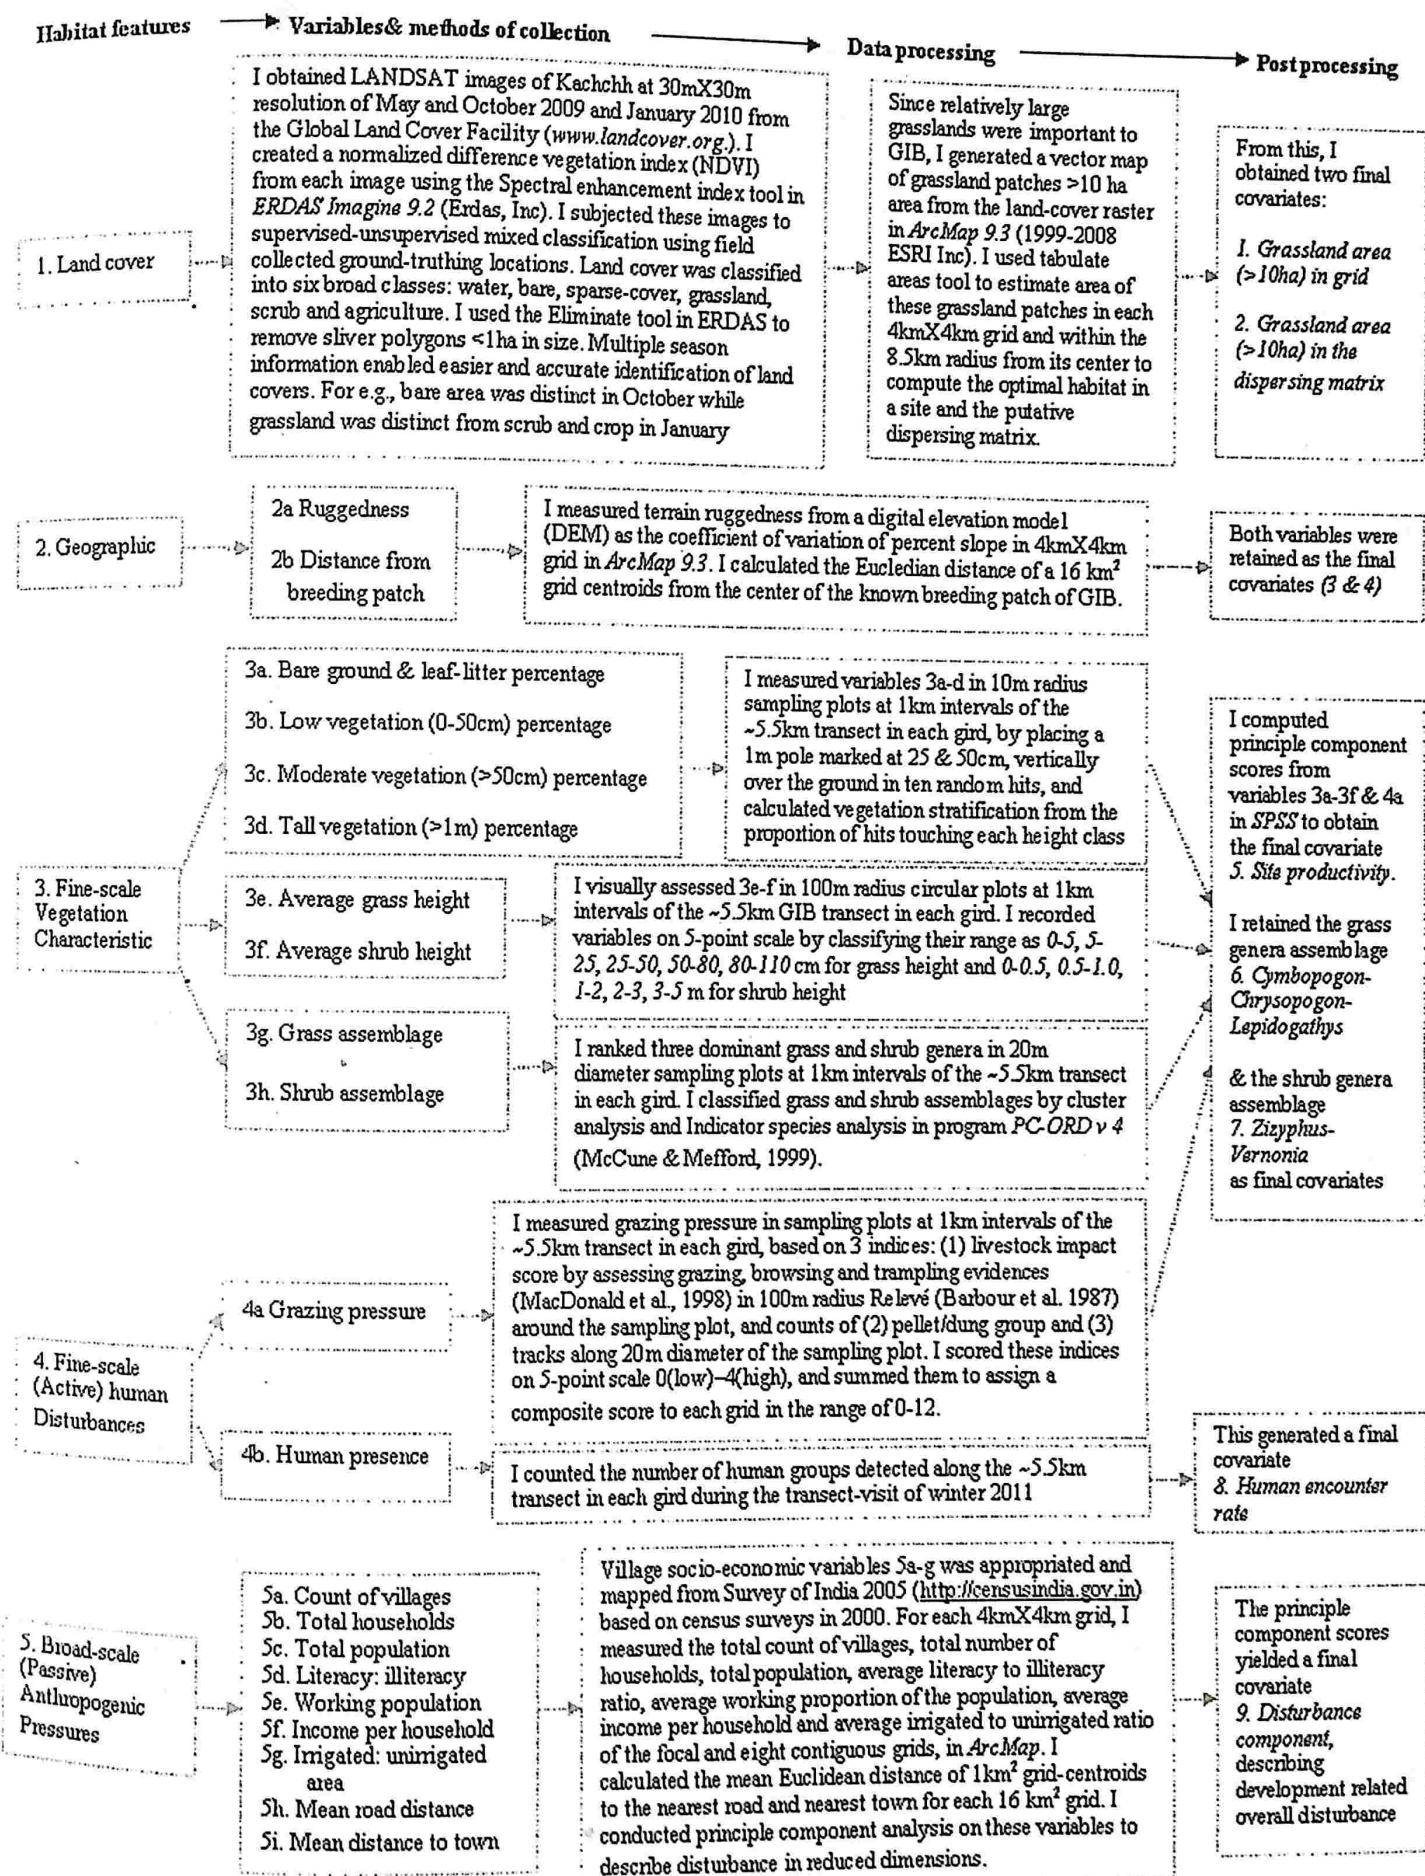 Habitat features
Variables& methods of collection
Data processing
Post processing
1. Land cover
I obtained LANDSAT images of Kachchh at 30mX30m
resolution of May and October 2009 and January 2010 from
the Global Land Cover Facility (www.landcover.org.). I
created a normalized difference vegetation index (NDVI)
from each image using the Spectral enhancement index tool in
ERDAS Imagine 9.2 (Erdas, Inc). I subjected these images to
supervised-unsupervised mixed classification using field
collected ground-truthing locations. Land cover was classified
into six broad classes: water, bare, sparse-cover, grassland,
scrub and agriculture. I used the Eliminate tool in ERDAS to
remove sliver polygons <1ha in size. Multiple season
information enabled easier and accurate identification of land
covers. For e.g., bare area was distinct in October while
grassland was distinct from scrub and crop in January
Since relatively large
grasslands were important to
GIB, I generated a vector map
of grassland patches >10 ha
area from the land-cover raster
in ArcMap 9.3 (1999-2008
ESRI Inc). I used tabulate
areas tool to estimate area of
these grassland patches in each
4kmX4km grid and within the
8.5km radius from its center to
compute the optimal habitat in
a site and the putative
dispersing matrix.
From this, I
obtained two final
covariates:
1. Grassland area
(>10ha) in grid
2. Grassland area
(>10ha) in the
dispersing matrix
2. Geographic
2a Ruggedness
2b Distance from
breeding patch
I measured terrain ruggedness from a digital elevation model
(DEM) as the coefficient of variation of percent slope in 4kmX4km
grid in ArcMap 9.3. I calculated the Eucledian distance of a 16 km²
grid centroids from the center of the known breeding patch of GIB.
Both variables were
retained as the final
covariates (3 & 4)
3. Fine-scale
Vegetation
Characteristic
3a. Bare ground & leaf-litter percentage
3b. Low vegetation (0-50cm) percentage
3c. Moderate vegetation (>50cm) percentage
3d. Tall vegetation (>1m) percentage
I measured variables 3a-d in 10m radius
sampling plots at 1km intervals of the
~5.5km transect in each gird, by placing a
1m pole marked at 25 & 50cm, vertically
over the ground in ten random hits, and
calculated vegetation stratification from the
proportion of hits touching each height class
3e. Average grass height
3f. Average shrub height
I visually assessed 3e-f in 100m radius circular plots at 1km
intervals of the ~5.5km GIB transect in each gird. I recorded
variables on 5-point scale by classifying their range as 0-5, 5-
25, 25-50, 50-80, 80-110 cm for grass height and 0-0.5, 0.5-1.0,
1-2, 2-3, 3-5 m for shrub height
3g. Grass assemblage
3h. Shrub assemblage
I ranked three dominant grass and shrub genera in 20m
diameter sampling plots at 1km intervals of the ~5.5km transect
in each gird. I classified grass and shrub assemblages by cluster
analysis and Indicator species analysis in program PC-ORD v 4
(McCune & Mefford, 1999).
I computed
principle component
scores from
variables 3a-3f & 4a
in SPSS to obtain
the final covariate
5. Site productivity.
I retained the grass
genera assemblage
6. Cymbopogon-
Chrysopogon-
Lepidogathys
& the shrub genera
assemblage
7. Zizyphus-
Vernonia
as final covariates
4. Fine-scale
(Active) human
Disturbances
4a Grazing pressure
I measured grazing pressure in sampling plots at 1km intervals of the
~5.5km transect in each gird, based on 3 indices: (1) livestock impact
score by assessing grazing, browsing and trampling evidences
(MacDonald et al., 1998) in 100m radius Relevé (Barbour et al. 1987)
around the sampling plot, and counts of (2) pellet/dung group and (3)
tracks along 20m diameter of the sampling plot. I scored these indices
on 5-point scale 0(low)–4(high), and summed them to assign a
composite score to each grid in the range of 0-12.
4b. Human presence
I counted the number of human groups detected along the ~5.5km
transect in each gird during the transect-visit of winter 2011
This generated a final
covariate
8. Human encounter
rate
5. Broad-scale
(Passive)
Anthropogenic
Pressures
5a. Count of villages
5b. Total households
5c. Total population
5d. Literacy: illiteracy
5e. Working population
5f. Income per household
5g. Irrigated: unirrigated
area
5h. Mean road distance
5i. Mean distance to town
Village socio-economic variables 5a-g was appropriated and
mapped from Survey of India 2005 (http://censusindia.gov.in)
based on census surveys in 2000. For each 4kmX4km grid, I
measured the total count of villages, total number of
households, total population, average literacy to illiteracy
ratio, average working proportion of the population, average
income per household and average irrigated to unirrigated ratio
of the focal and eight contiguous grids, in ArcMap. I
calculated the mean Euclidean distance of 1km² grid-centroids
to the nearest road and nearest town for each 16 km² grid. I
conducted principle component analysis on these variables to
describe disturbance in reduced dimensions.
The principle
component scores
yielded a final
covariate
9. Disturbance
component,
describing
development related
overall disturbance